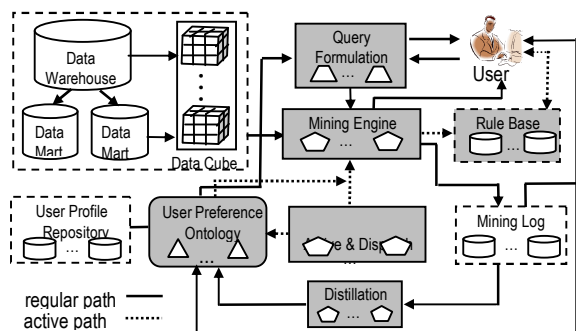 Data
Warehouse
Data
Mart
Data
Mart
Data Cube
Query
Formulation
...
User
Mining Engine
...
Rule Base
...
User Profile
Repository
...
User Preference
Ontology
...
& Dispatch
...
Mining Log
...
Distillation
...
regular path
active path